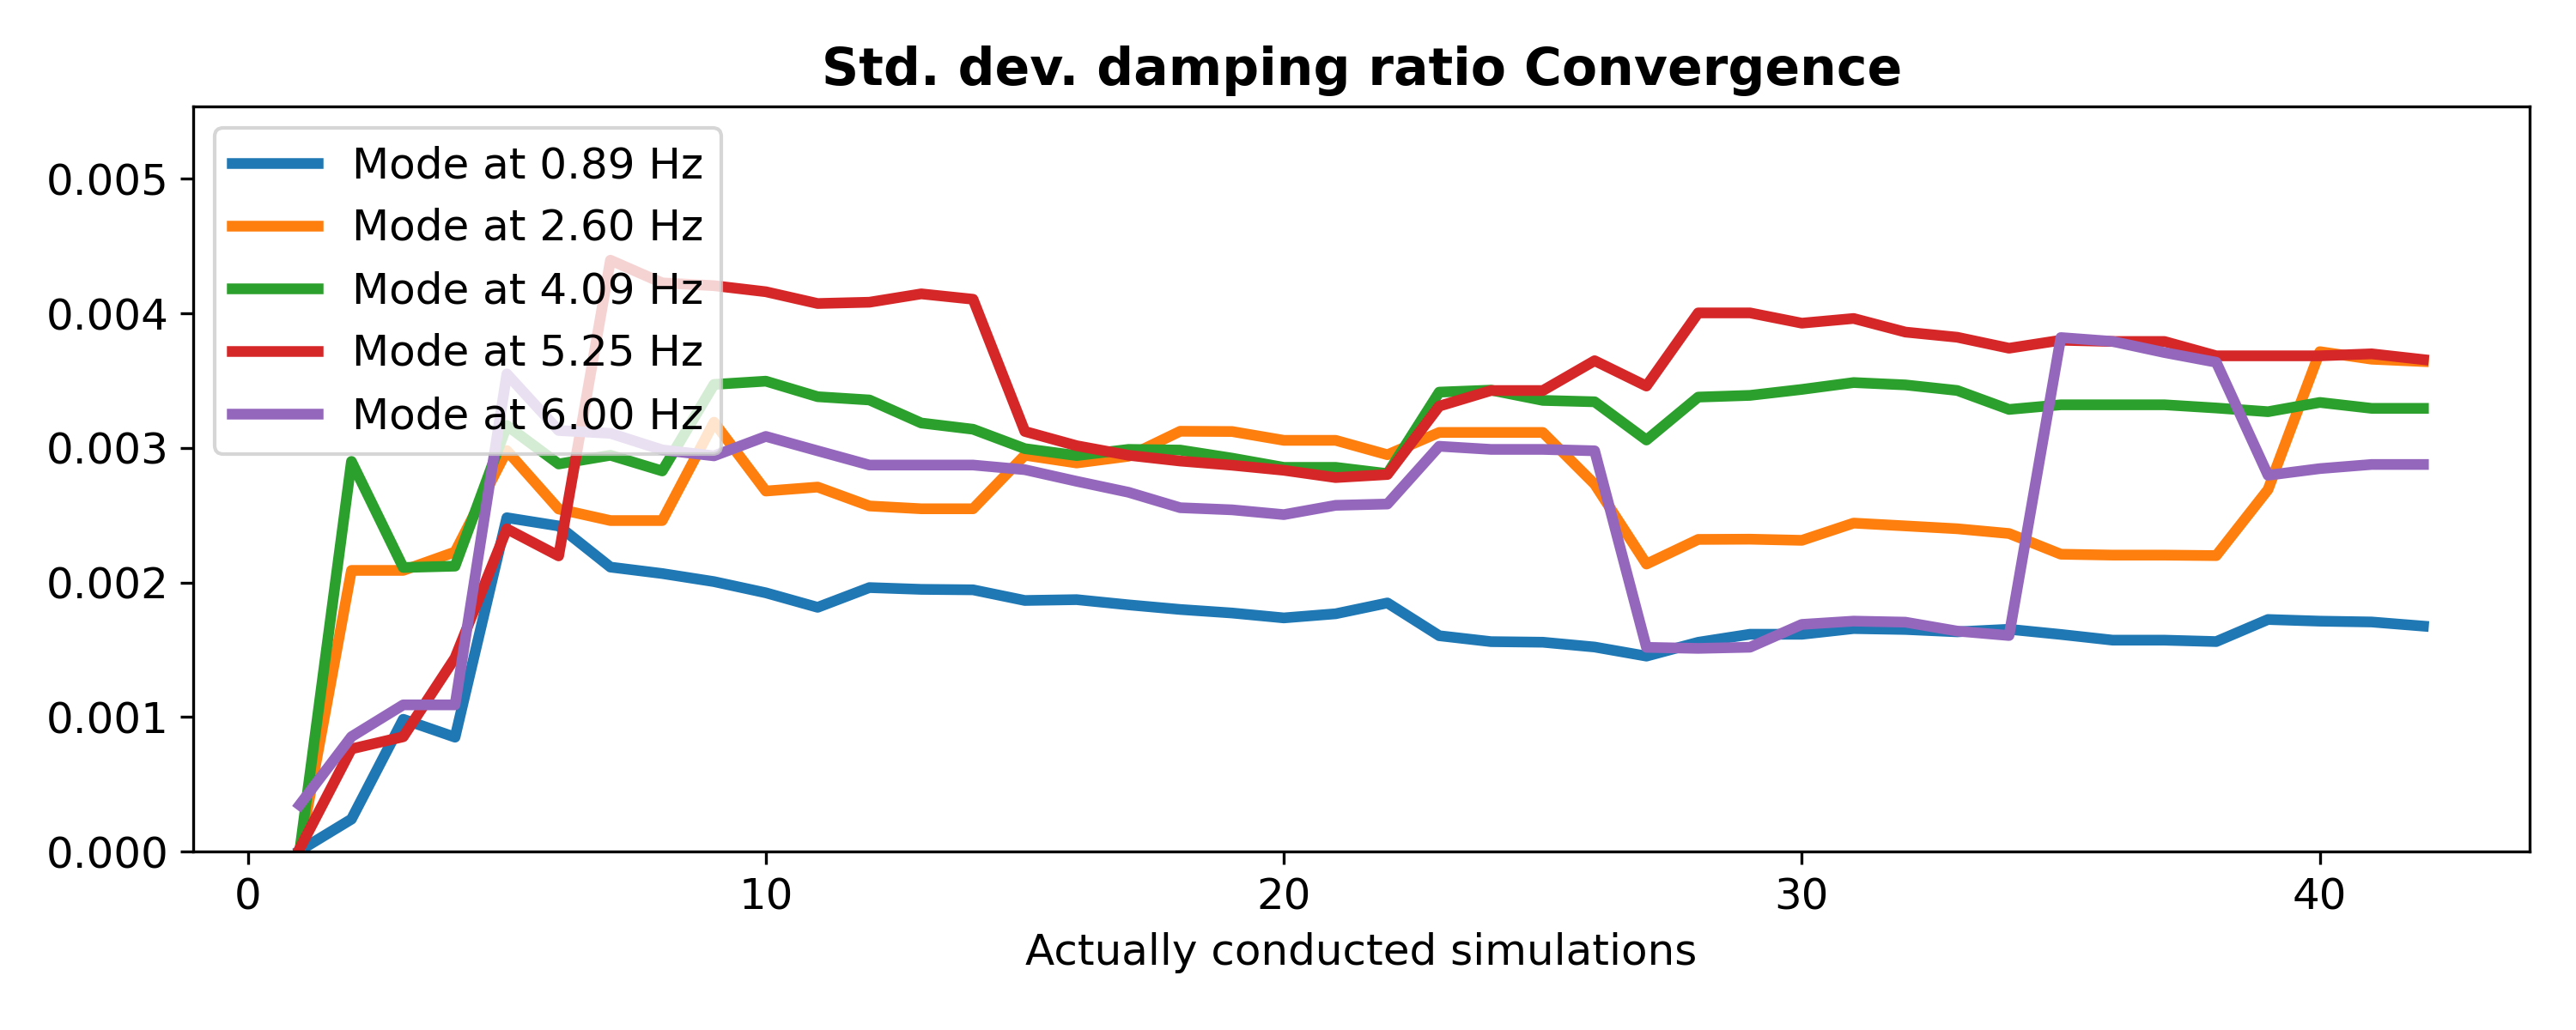 Std. dev. damping ratio Convergence
Mode at 0.89 Hz
Mode at 2.60 Hz
Mode at 4.09 Hz
Mode at 5.25 Hz
Mode at 6.00 Hz
0.005
0.004
0.003
0.002
0.001
0.000
0 10 20 30 40
Actually conducted simulations